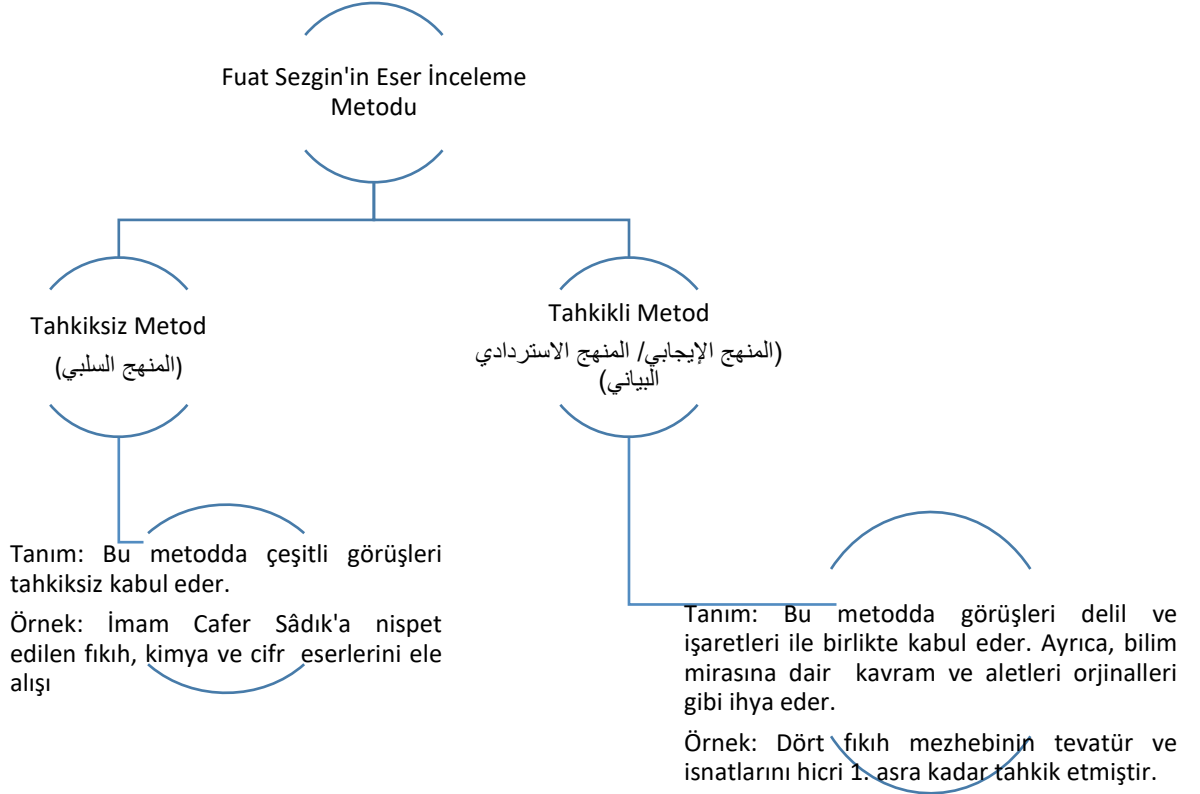 Fuat Sezgin'in Eser İnceleme
Metodu
Tahkiksiz Metod
(المنهج السلبي)
Tahkikli Metod
(المنهج الإيجابي/ المنهج الاستردادي
البياني)
Tanım: Bu metodda çeşitli görüşleri
tahkiksiz kabul eder.
Örnek: İmam Cafer Sâdık'a nispet
edilen fıkıh, kimya ve cifr eserlerini ele
alışı
Tanım: Bu metodda görüşleri delil ve
işaretleri ile birlikte kabul eder. Ayrıca, bilim
mirasına dair kavram ve aletleri orjinalleri
gibi ihya eder.
Örnek: Dört fıkıh mezhebinin tevatür ve
isnatlarını hicri 1. asra kadar tahkik etmiştir.